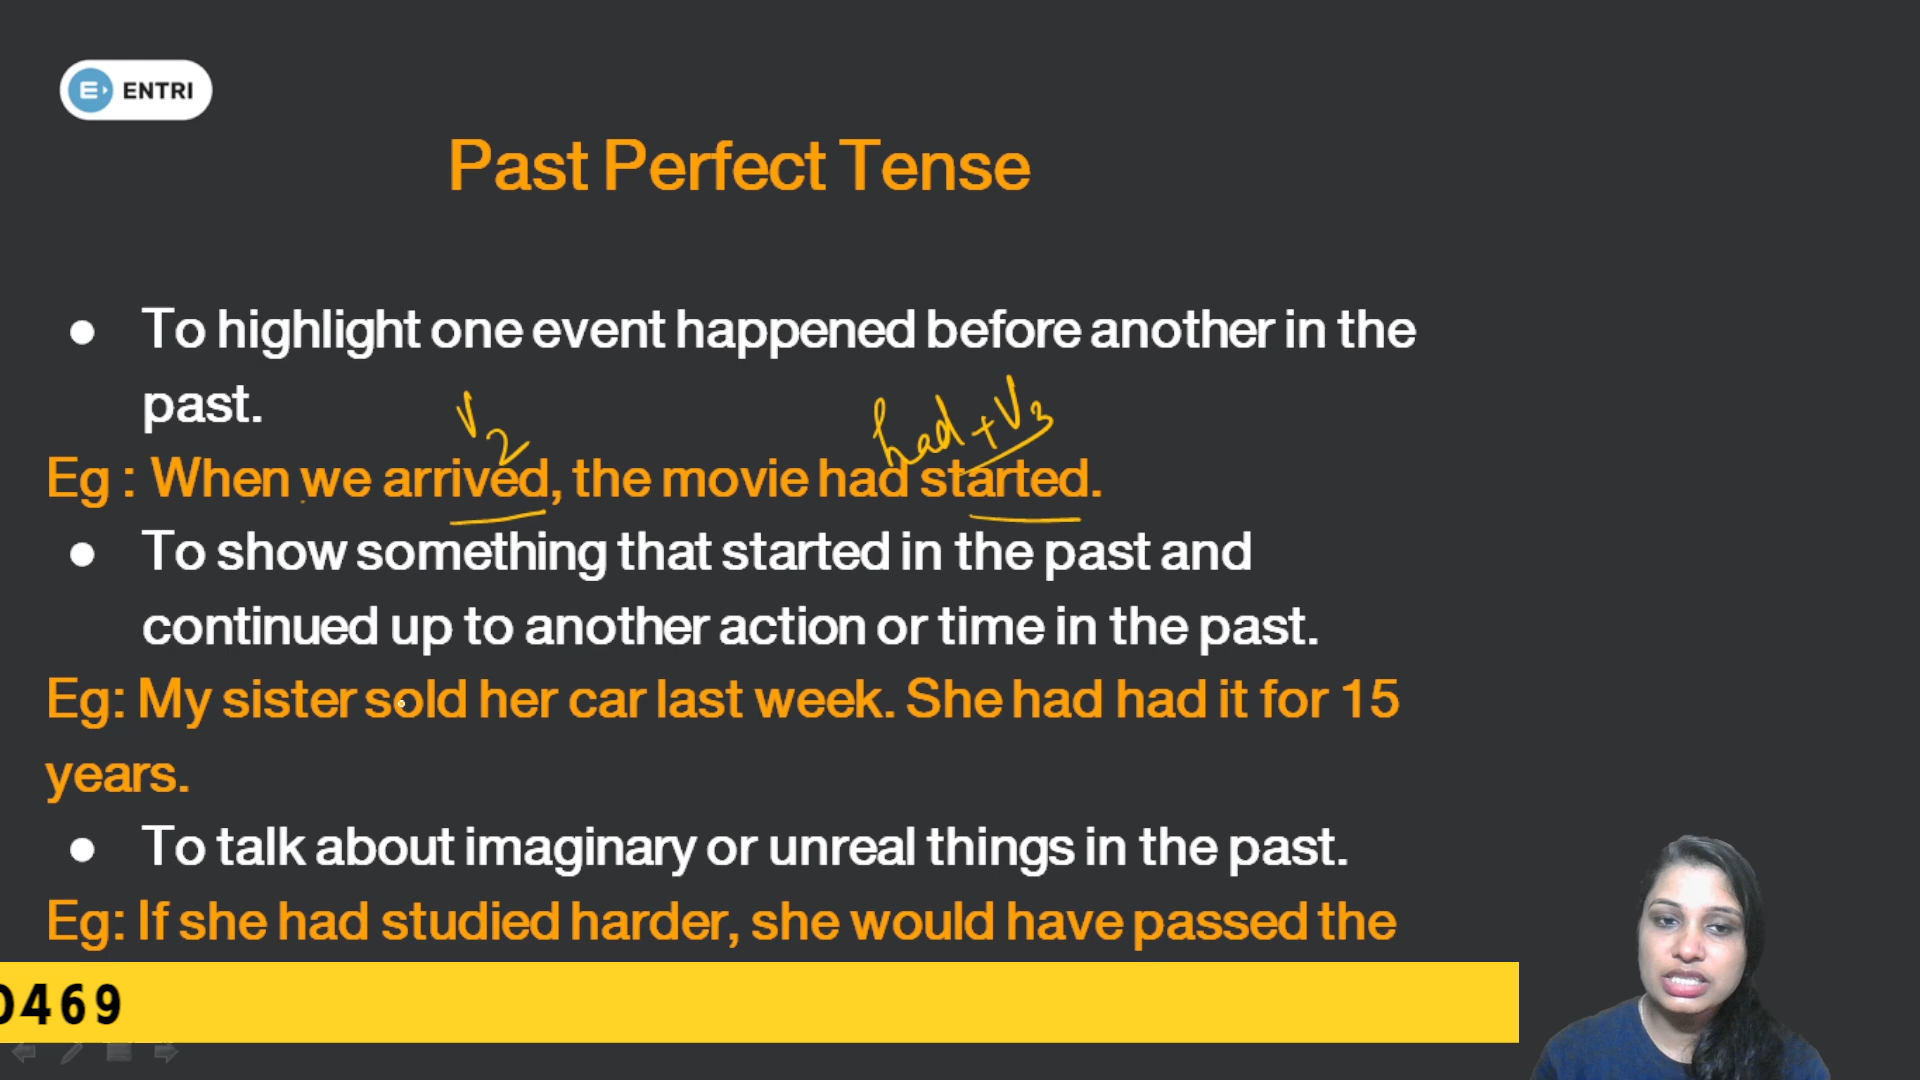 ENTRI
Past Perfect Tense
● To highlight one event happened before another in the
past.
V2 had + V3
Eg : When we arrived, the movie had started.
● To show something that started in the past and
continued up to another action or time in the past.
Eg: My sister sold her car last week. She had had it for 15
years.
● To talk about imaginary or unreal things in the past.
Eg: If she had studied harder, she would have passed the
469